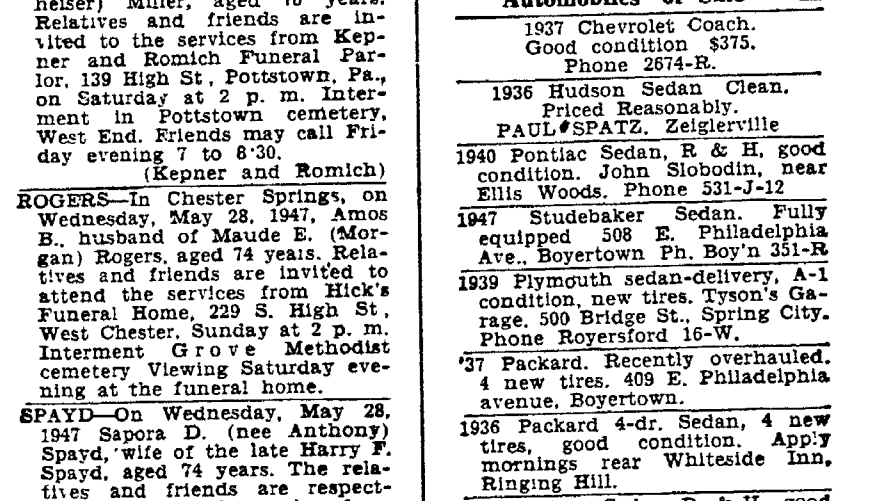 heiser) Miller, aged 78 years.
Relatives and friends are in-
vited to the services from Kep-
ner and Romich Funeral Par-
lor, 139 High St, Pottstown, Pa.,
on Saturday at 2 p. m. Inter-
ment in Pottstown cemetery,
West End. Friends may call Fri-
day evening 7 to 8:30.
(Kepner and Romich)
ROGERS—In Chester Springs, on
Wednesday, May 28, 1947, Amos
B., husband of Maude E. (Mor-
gan) Rogers, aged 74 years. Rela-
tives and friends are invited to
attend the services from Hick's
Funeral Home, 229 S. High St,
West Chester, Sunday at 2 p. m.
Interment Grove Methodist
cemetery Viewing Saturday eve-
ning at the funeral home.
SPAYD—On Wednesday, May 28,
1947 Sapora D. (nee Anthony)
Spayd, wife of the late Harry F.
Spayd, aged 74 years. The rela-
tives and friends are respect-
Automobiles
1937 Chevrolet Coach.
Good condition $375.
Phone 2674-R.
1936 Hudson Sedan Clean.
Priced Reasonably.
PAUL SPATZ. Zeiglerville
1940 Pontiac Sedan, R & H, good
condition. John Slobodin, near
Ellis Woods. Phone 531-J-12
1947 Studebaker Sedan. Fully
equipped 508 E. Philadelphia
Ave., Boyertown Ph. Boy'n 351-R
1939 Plymouth sedan-delivery, A-1
condition, new tires. Tyson's Ga-
rage. 500 Bridge St., Spring City.
Phone Royersford 16-W.
'37 Packard. Recently overhauled.
4 new tires. 409 E. Philadelphia
avenue, Boyertown.
1936 Packard 4-dr. Sedan, 4 new
tires, good condition. Apply
mornings rear Whiteside Inn,
Ringing Hill.